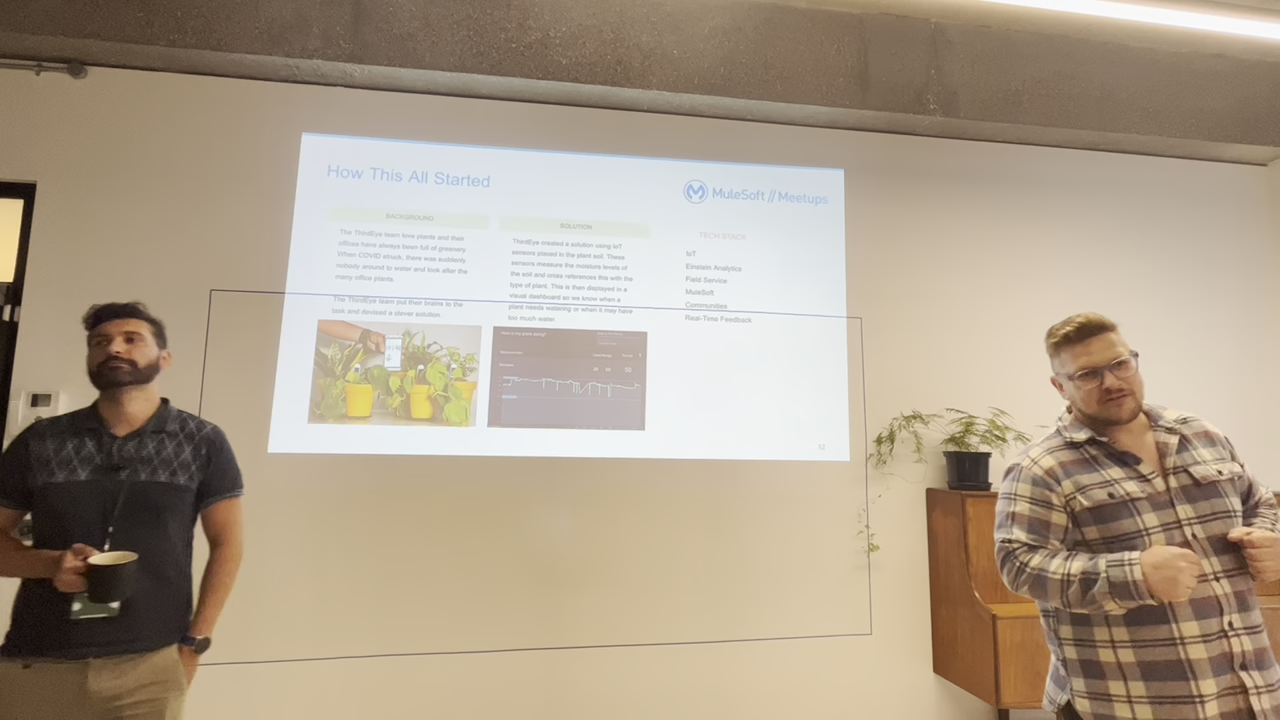 How This All Started
MuleSoft // Meetups
BACKGROUND
The ThirdEye team love plants and their
offices have always been full of greenery.
When COVID struck, there was suddenly
nobody around to water and look after the
many office plants.
The ThirdEye team put their brains to the
task and devised a clever solution.
SOLUTION
ThirdEye created a solution using IoT
sensors placed in the plant soil. These
sensors measure the moisture levels of
the soil and cross references this with the
type of plant. This is then displayed in a
visual dashboard so we know when a
plant needs watering or when it may have
too much water.
TECH STACK
IoT
Einstein Analytics
Field Service
MuleSoft
Communities
Real-Time Feedback
How is my plant doing?
50
12